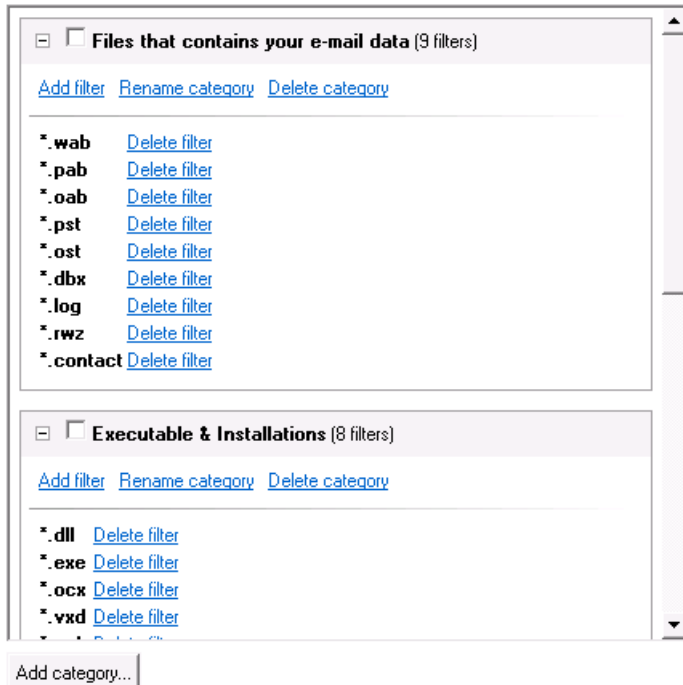 Files that contains your e-mail data (9 filters)
Add filter Rename category Delete category
*.wab Delete filter
*.pab Delete filter
*.oab Delete filter
*.pst Delete filter
*.ost Delete filter
*.dbx Delete filter
*.log Delete filter
*.rwz Delete filter
*.contact Delete filter
Executable & Installations (8 filters)
Add filter Rename category Delete category
*.dll Delete filter
*.exe Delete filter
*.ocx Delete filter
*.vxd Delete filter
Add category...